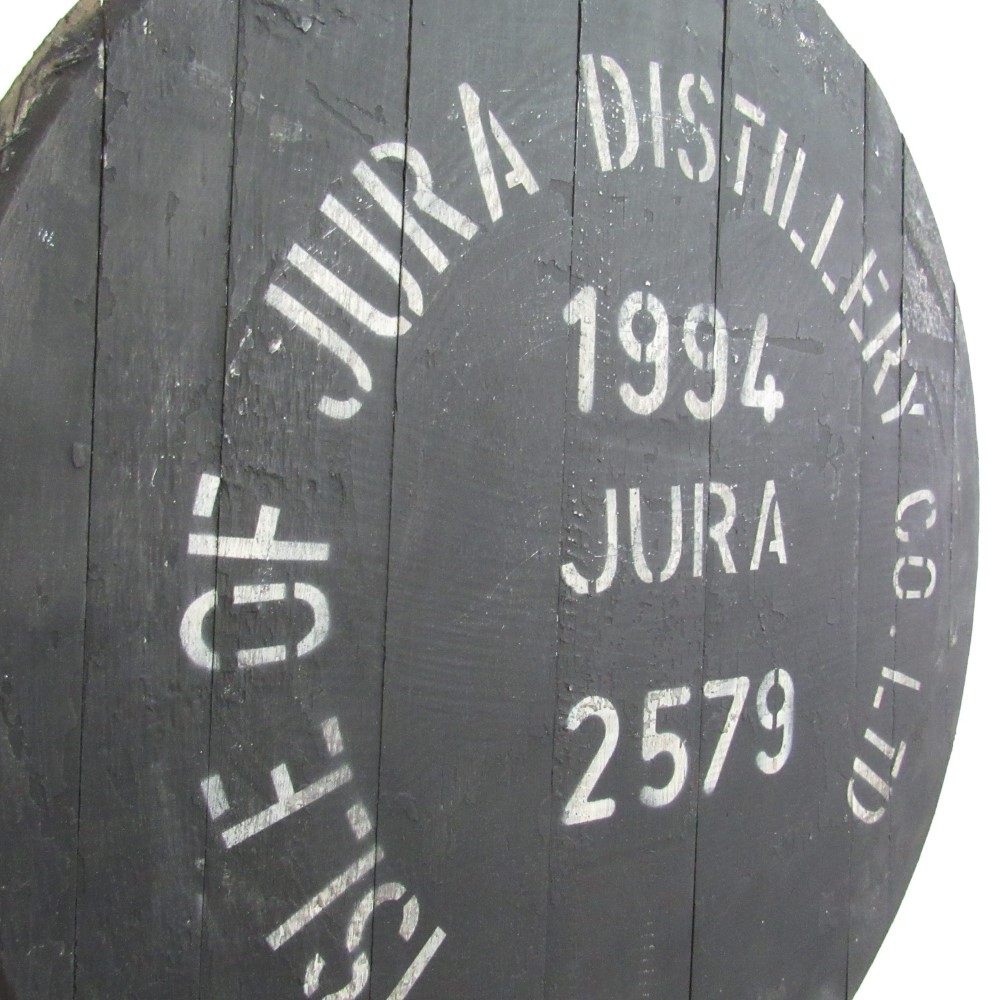 ISLE OF JURA DISTILLERY CO. LTD
1994
JURA
2579